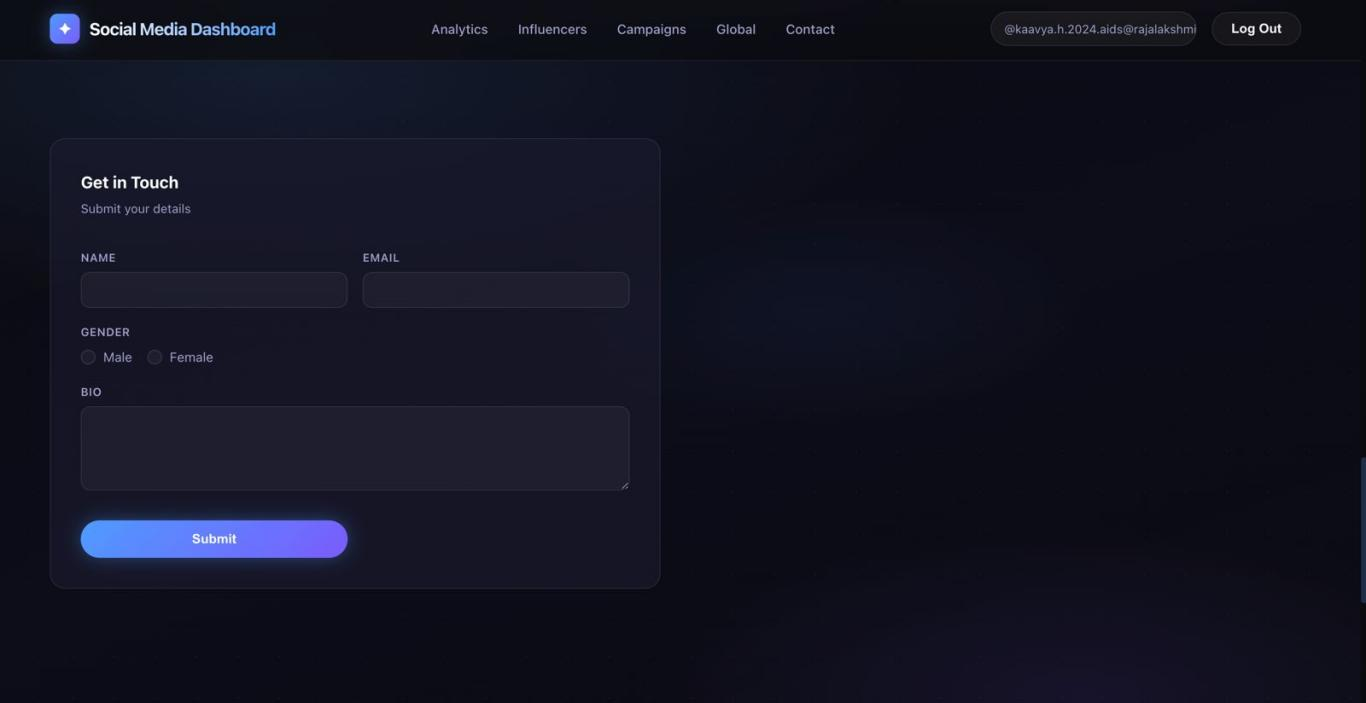 Social Media Dashboard
Analytics Influencers Campaigns Global Contact
@kaavya.h.2024.aids@rajalakshmi
Log Out
Get in Touch
Submit your details
NAME EMAIL
GENDER
Male Female
BIO
Submit